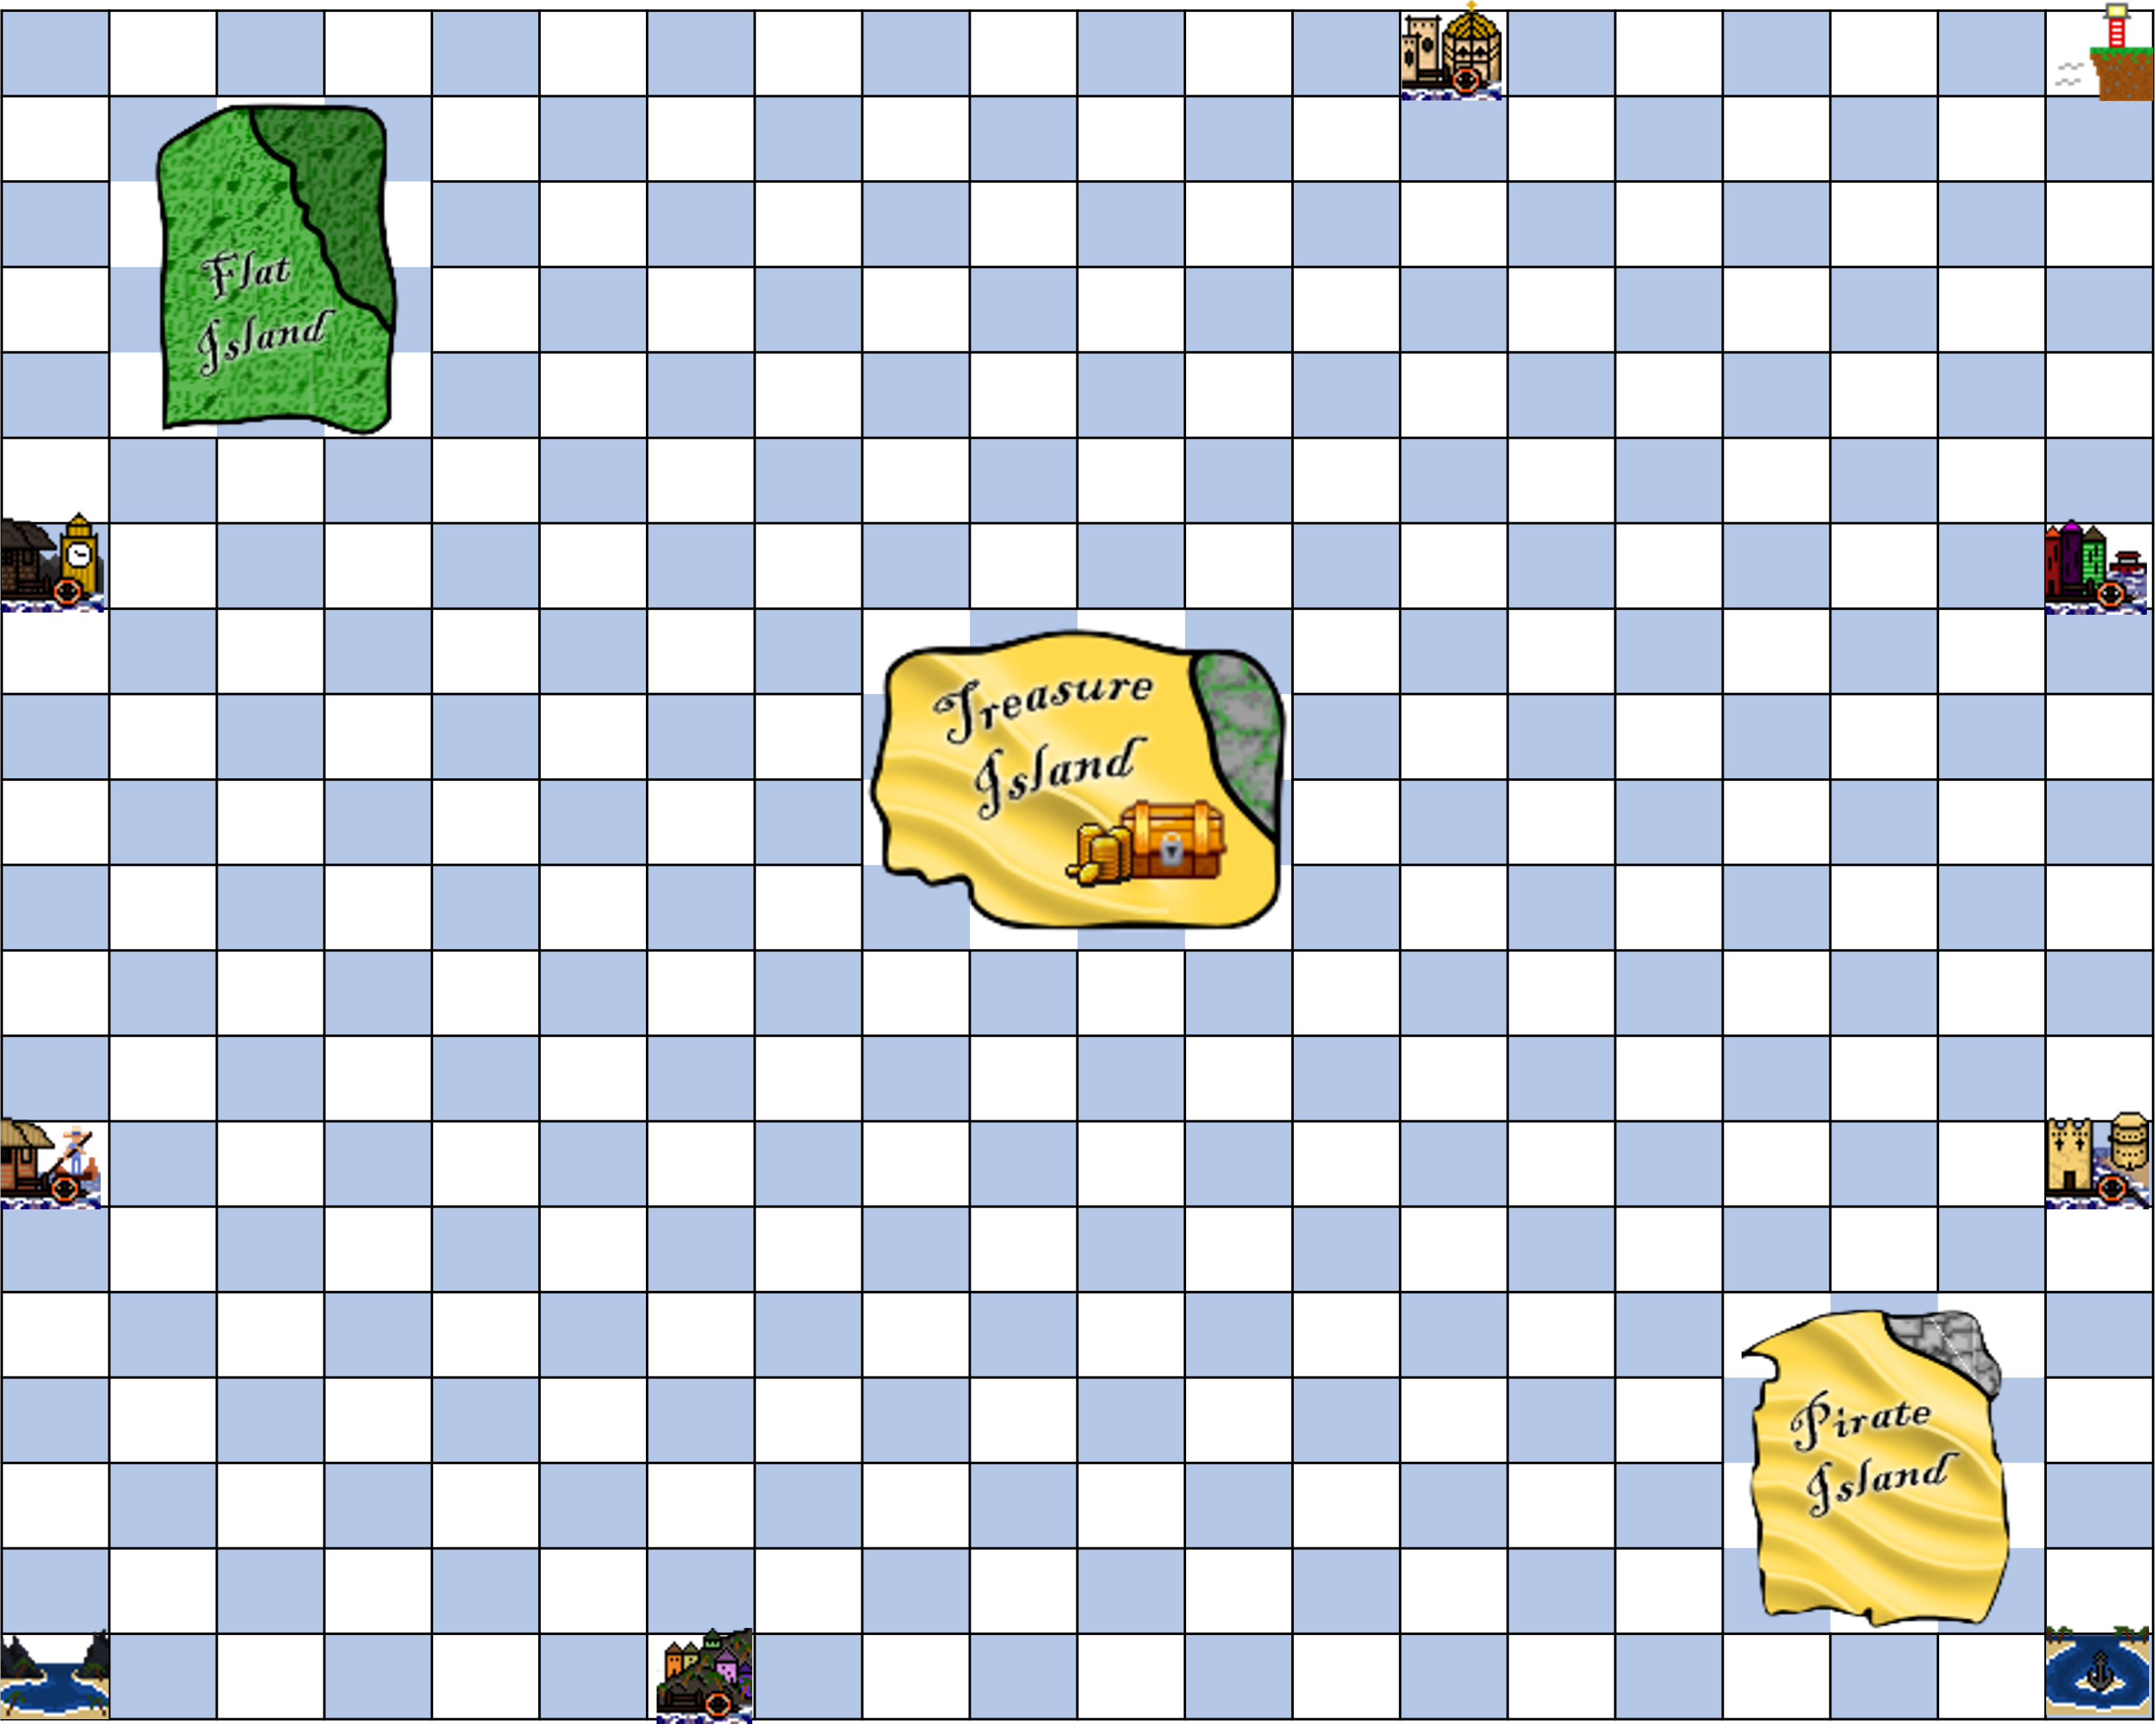 Flat
Island
Treasure
Island
Pirate
Island